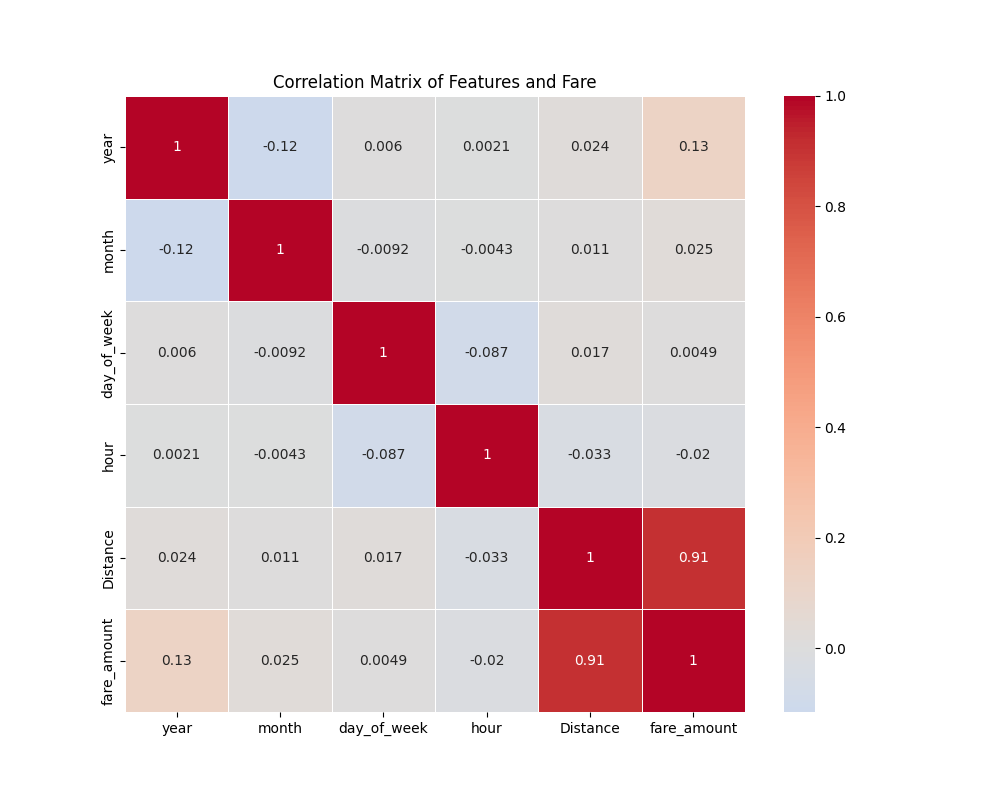 Correlation Matrix of Features and Fare
year 1 -0.12 0.006 0.0021 0.024 0.13
month -0.12 1 -0.0092 -0.0043 0.011 0.025
day_of_week 0.006 -0.0092 1 -0.087 0.017 0.0049
hour 0.0021 -0.0043 -0.087 1 -0.033 -0.02
Distance 0.024 0.011 0.017 -0.033 1 0.91
fare_amount 0.13 0.025 0.0049 -0.02 0.91 1
year month day_of_week hour Distance fare_amount
1.0
0.8
0.6
0.4
0.2
0.0